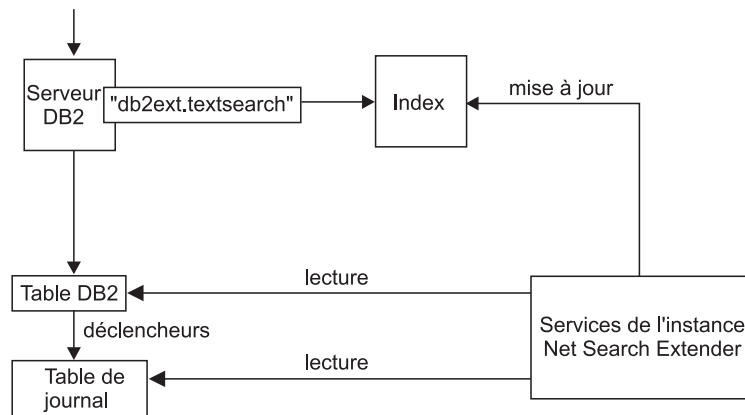 Serveur
DB2
"db2ext.textsearch"
Index
mise à jour
Table DB2
lecture
déclencheurs
Services de l'instance
Net Search Extender
Table de
journal
lecture